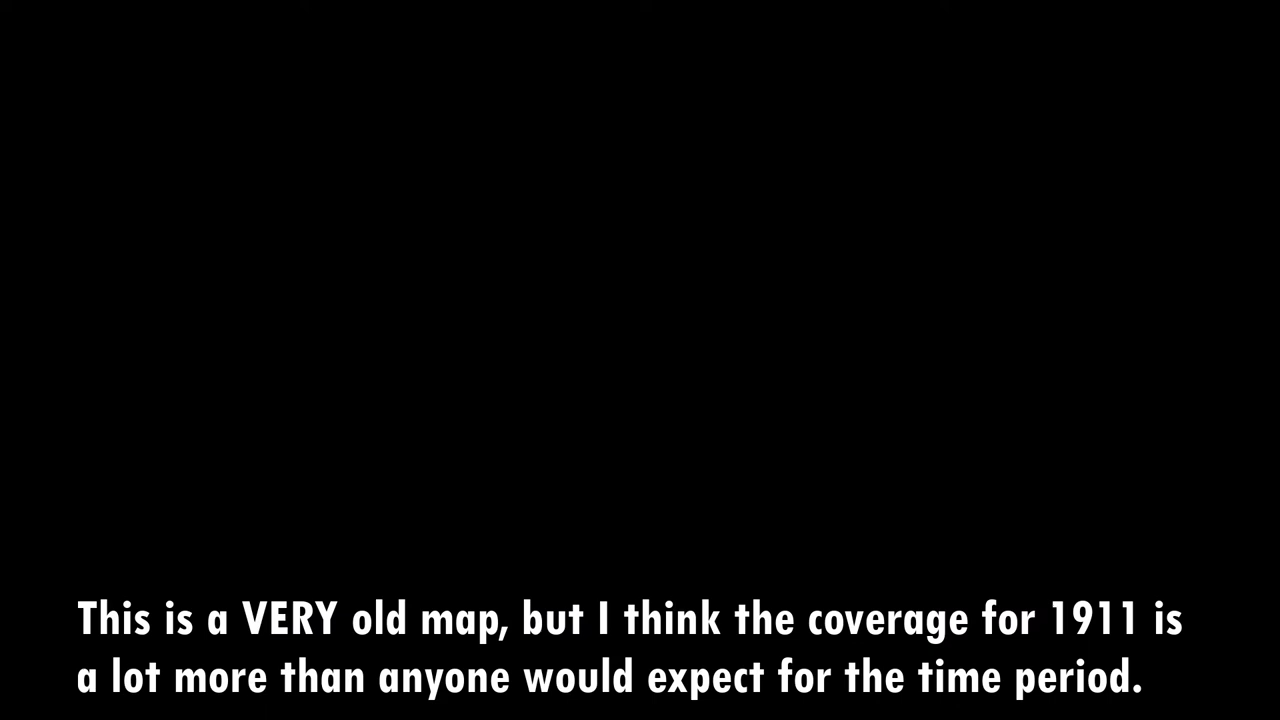 This is a VERY old map, but I think the coverage for 1911 is
a lot more than anyone would expect for the time period.